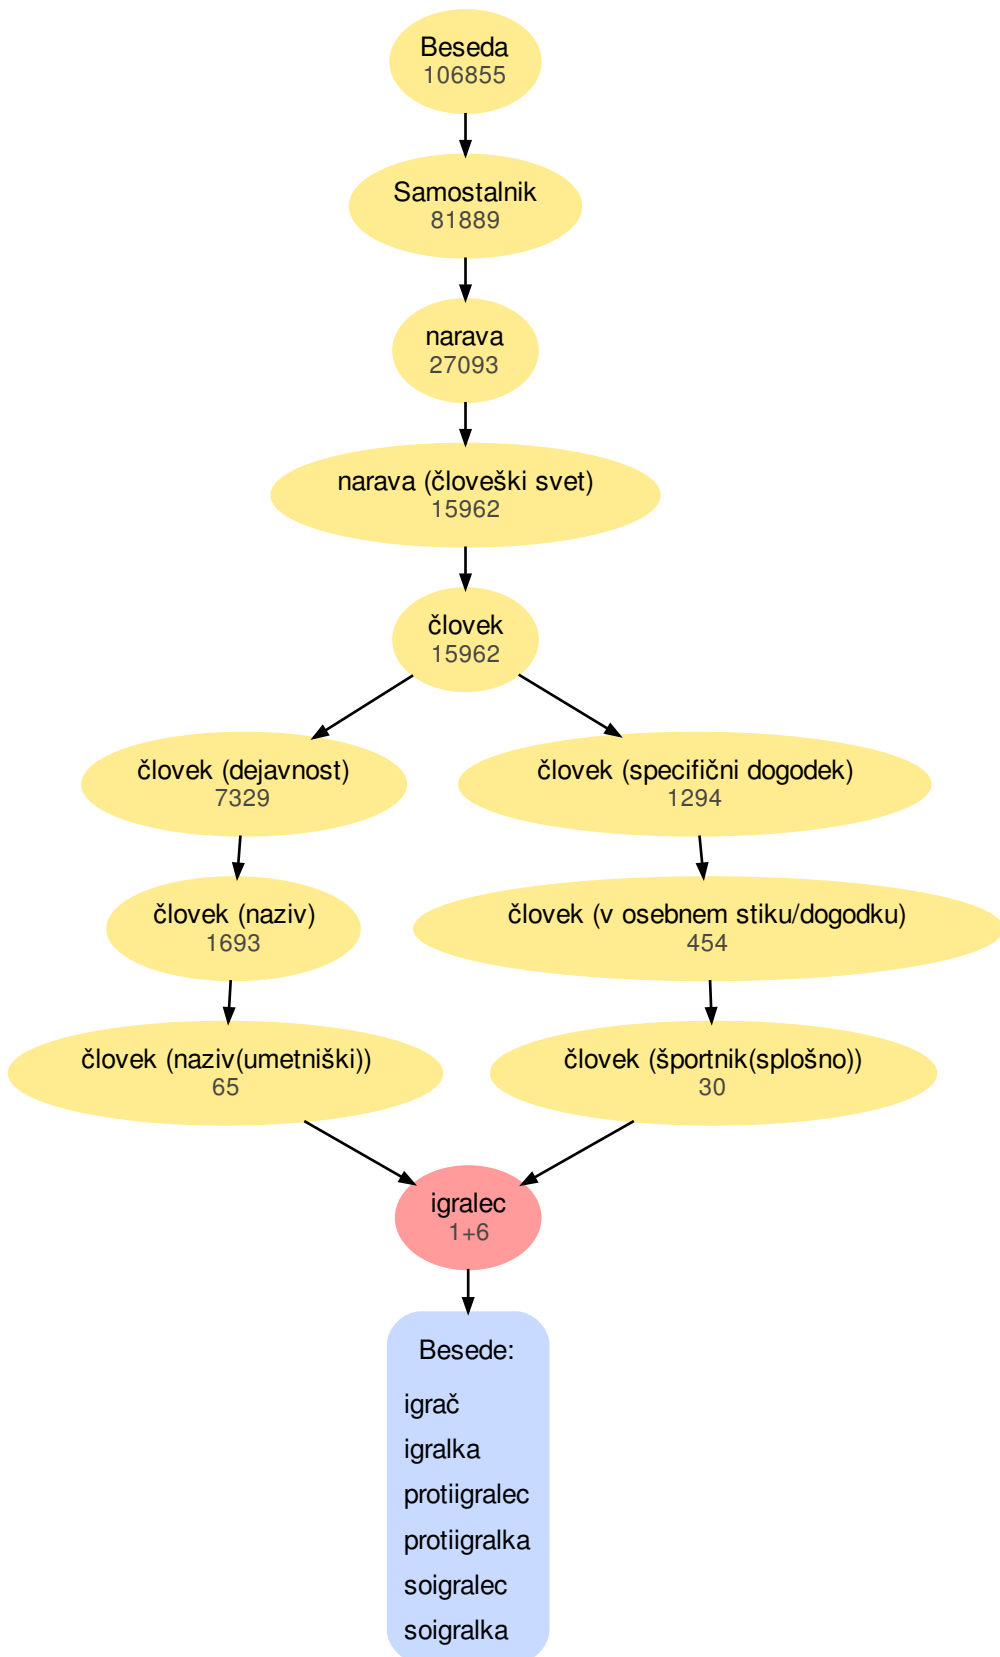 Beseda
106855
Samostalnik
81889
narava
27093
narava (človeški svet)
15962
človek
15962
človek (dejavnost)
7329
človek (specifični dogodek)
1294
človek (naziv)
1693
človek (v osebnem stiku/dogodku)
454
človek (naziv(umetniški))
65
človek (športnik(splošno))
30
igralec
1+6
Besede:
igrač
igralka
protiigralec
protiigralka
soigralec
soigralka